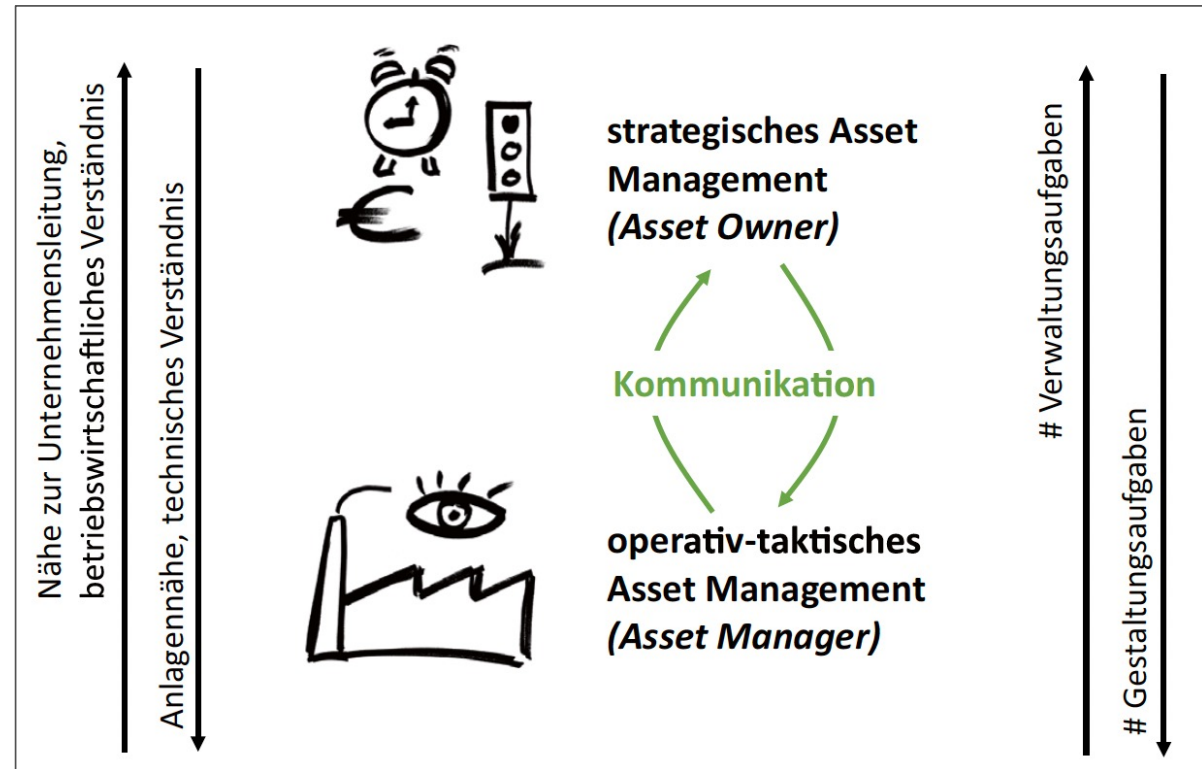 Nähe zur Unternehmensleitung,
betriebswirtschaftliches Verständnis
Anlagennähe, technisches Verständnis
€
strategisches Asset
Management
(Asset Owner)
Kommunikation
operativ-taktisches
Asset Management
(Asset Manager)
# Verwaltungsaufgaben
# Gestaltungsaufgaben